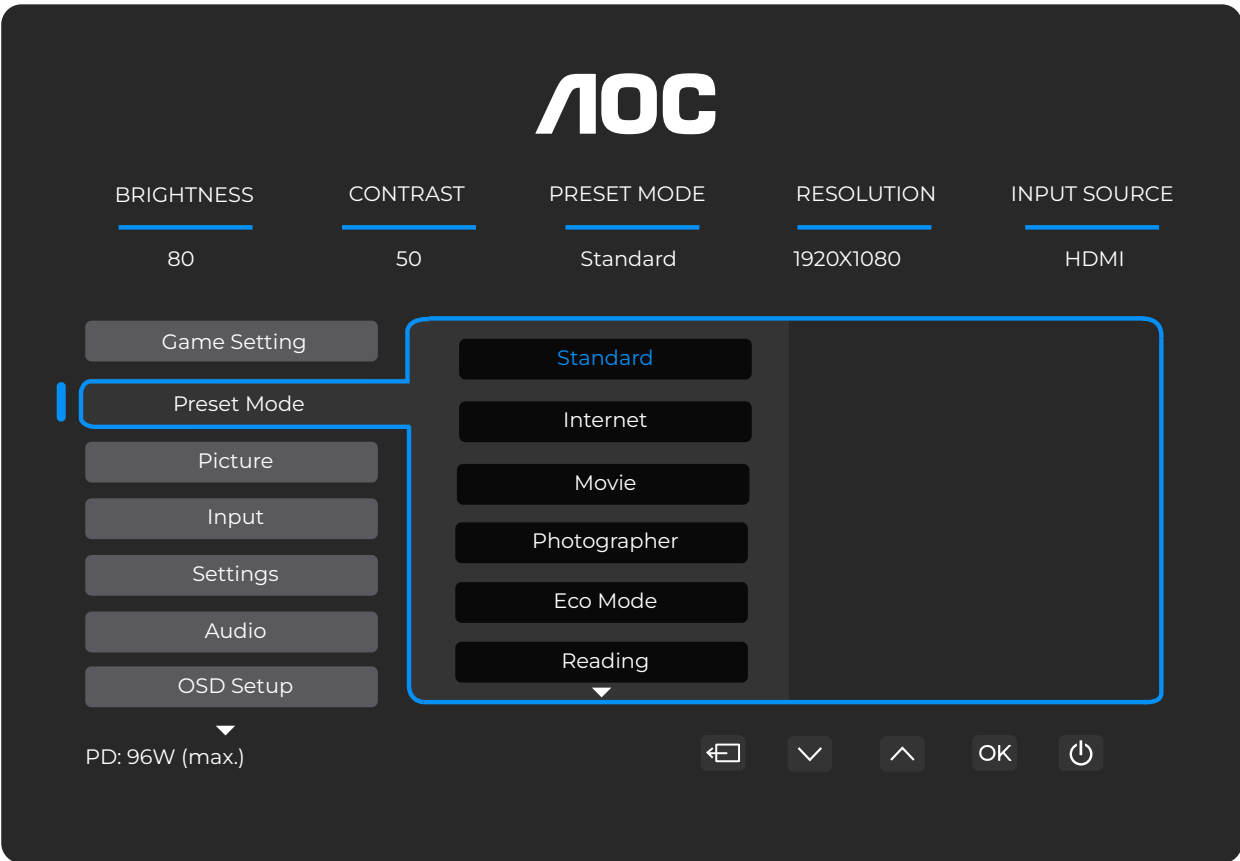 AOC
BRIGHTNESS CONTRAST PRESET MODE RESOLUTION INPUT SOURCE
80 50 Standard 1920X1080 HDMI
Game Setting
Preset Mode
Picture
Input
Settings
Audio
OSD Setup
Standard
Internet
Movie
Photographer
Eco Mode
Reading
PD: 96W (max.)
OK